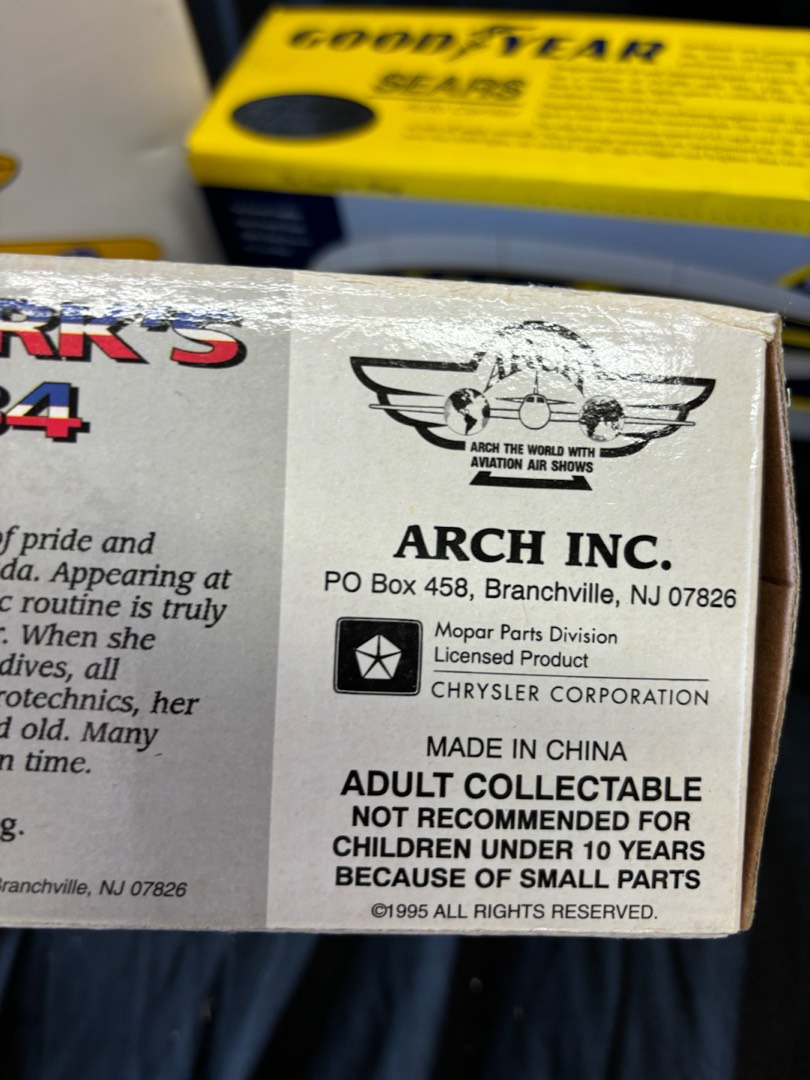 GOODYEAR
SEARS
RK'S
34
of pride and
da. Appearing at
c routine is truly
r. When she
dives, all
rotechnics, her
d old. Many
n time.
g.
Branchville, NJ 07826
ARCH
ARCH THE WORLD WITH
AVIATION AIR SHOWS
ARCH INC.
PO Box 458, Branchville, NJ 07826
Mopar Parts Division
Licensed Product
CHRYSLER CORPORATION
MADE IN CHINA
ADULT COLLECTABLE
NOT RECOMMENDED FOR
CHILDREN UNDER 10 YEARS
BECAUSE OF SMALL PARTS
©1995 ALL RIGHTS RESERVED.